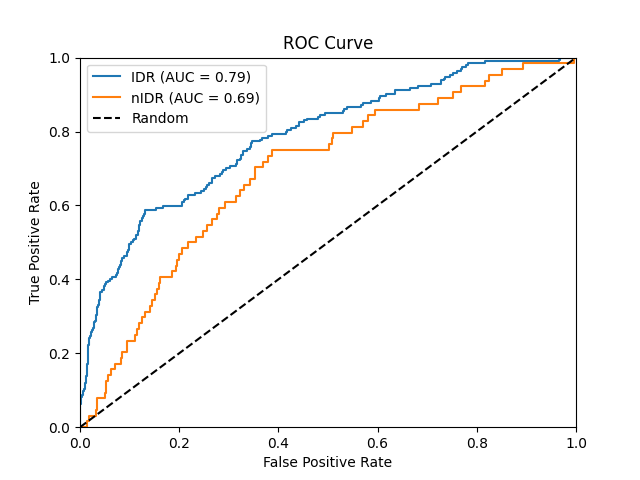 ROC Curve
IDR (AUC = 0.79)
nIDR (AUC = 0.69)
Random
True Positive Rate
1.0
0.8
0.6
0.4
0.2
0.0
0.0 0.2 0.4 0.6 0.8 1.0
False Positive Rate